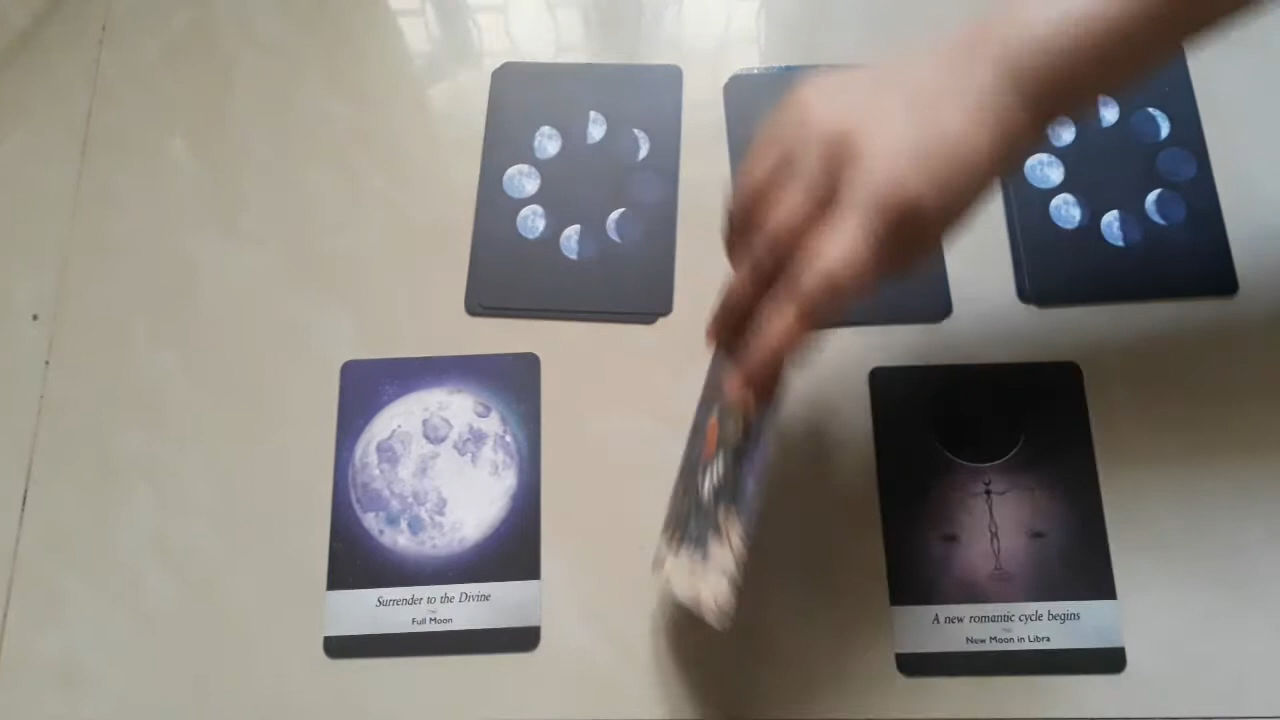 Surrender to the Divine
Full Moon
A new romantic cycle begins
New Moon in Libra